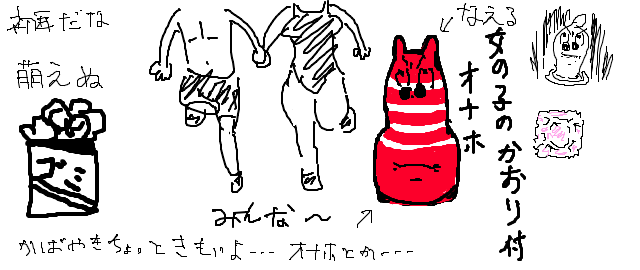 斉藤だな
萌えぬ
ゴミ
なえる
女の子のかおり付
オナホ
みんな〜
かばやきちょっときもいよ--- オナホとか----